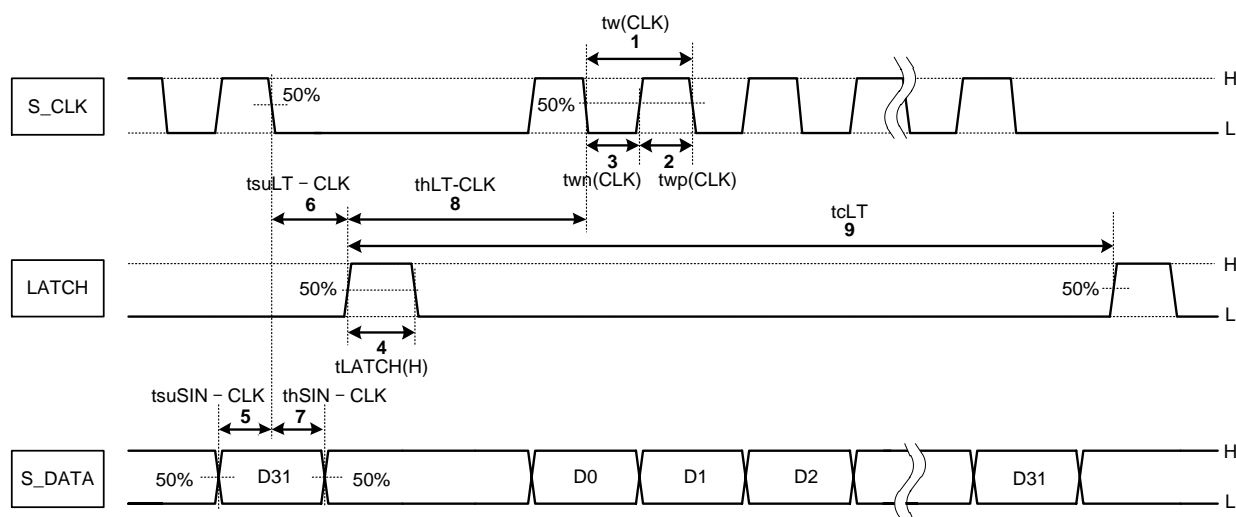 tw(CLK)
1
H
S_CLK
50%
50%
L
3
2
twn(CLK)
twp(CLK)
tsuLT – CLK
thLT-CLK
6
8
tcLT
9
H
LATCH
50%
50%
L
4
tLATCH(H)
tsuSIN – CLK
thSIN – CLK
5
7
H
S_DATA
50%
D31
50%
D0
D1
D2
D31
L